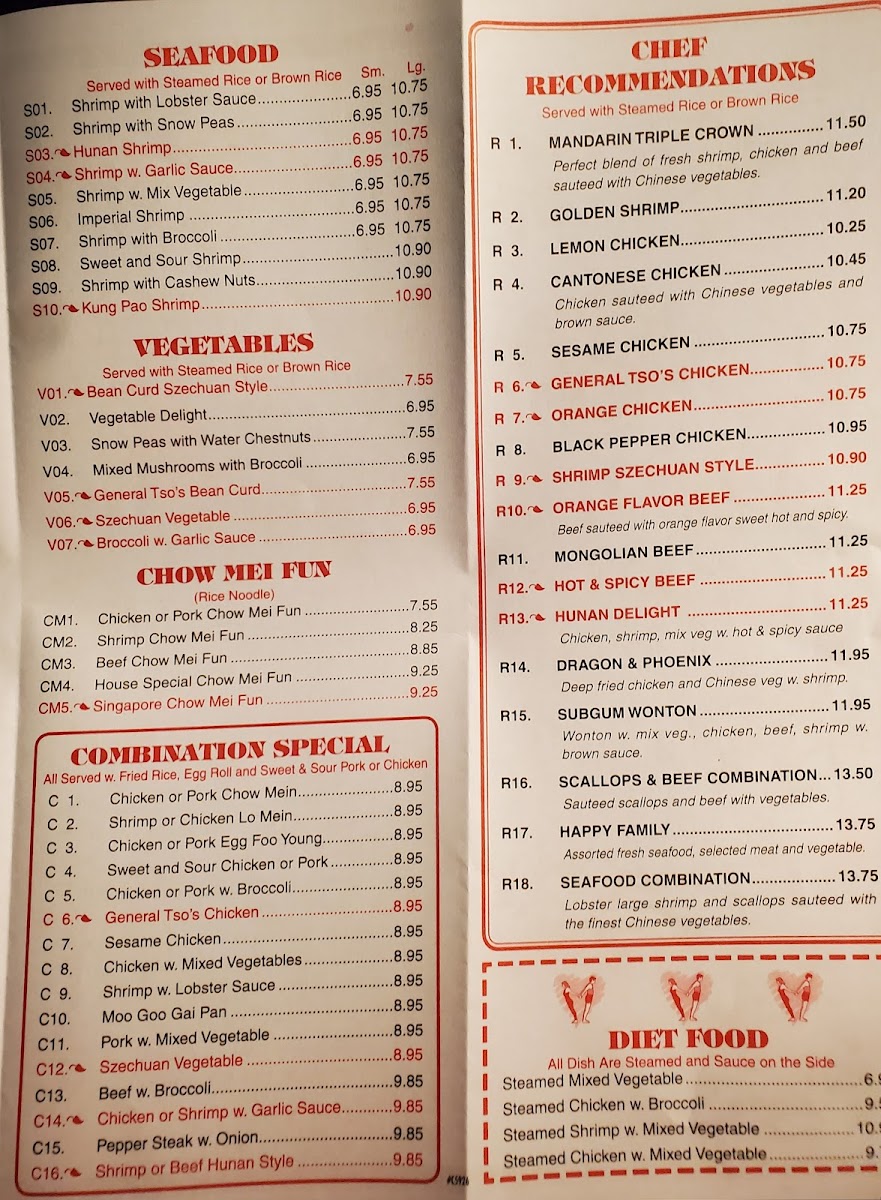 SEAFOOD
Served with Steamed Rice or Brown Rice Sm. Lg.
S01. Shrimp with Lobster Sauce.....................6.95 10.75
S02. Shrimp with Snow Peas..........................6.95 10.75
S03. Hunan Shrimp........................................6.95 10.75
S04. Shrimp w. Garlic Sauce...........................6.95 10.75
S05. Shrimp w. Mix Vegetable.........................6.95 10.75
S06. Imperial Shrimp ......................................6.95 10.75
S07. Shrimp with Broccoli ...............................6.95 10.75
S08. Sweet and Sour Shrimp...................................10.90
S09. Shrimp with Cashew Nuts................................10.90
S10. Kung Pao Shrimp............................................10.90
VEGETABLES
Served with Steamed Rice or Brown Rice
V01. Bean Curd Szechuan Style...............................7.55
V02. Vegetable Delight.............................................6.95
V03. Snow Peas with Water Chestnuts .....................7.55
V04. Mixed Mushrooms with Broccoli .......................6.95
V05. General Tso's Bean Curd.................................7.55
V06. Szechuan Vegetable .......................................6.95
V07. Broccoli w. Garlic Sauce ..................................6.95
CHOW MEI FUN
(Rice Noodle)
CM1. Chicken or Pork Chow Mei Fun ........................7.55
CM2. Shrimp Chow Mei Fun .....................................8.25
CM3. Beef Chow Mei Fun .........................................8.85
CM4. House Special Chow Mei Fun ..........................9.25
CM5. Singapore Chow Mei Fun ................................9.25
COMBINATION SPECIAL
All Served w. Fried Rice, Egg Roll and Sweet & Sour Pork or Chicken
C 1. Chicken or Pork Chow Mein.....................8.95
C 2. Shrimp or Chicken Lo Mein......................8.95
C 3. Chicken or Pork Egg Foo Young................8.95
C 4. Sweet and Sour Chicken or Pork ..............8.95
C 5. Chicken or Pork w. Broccoli.......................8.95
C 6. General Tso's Chicken .............................8.95
C 7. Sesame Chicken......................................8.95
C 8. Chicken w. Mixed Vegetables ....................8.95
C 9. Shrimp w. Lobster Sauce ..........................8.95
C10. Moo Goo Gai Pan ....................................8.95
C11. Pork w. Mixed Vegetable ...........................8.95
C12. Szechuan Vegetable .................................8.95
C13. Beef w. Broccoli........................................9.85
C14. Chicken or Shrimp w. Garlic Sauce............9.85
C15. Pepper Steak w. Onion..............................9.85
C16. Shrimp or Beef Hunan Style ......................9.85
CHEF
RECOMMENDATIONS
Served with Steamed Rice or Brown Rice
R 1. MANDARIN TRIPLE CROWN ..............11.50
Perfect blend of fresh shrimp, chicken and beef
sauteed with Chinese vegetables.
R 2. GOLDEN SHRIMP..............................11.20
R 3. LEMON CHICKEN..............................10.25
R 4. CANTONESE CHICKEN .....................10.45
Chicken sauteed with Chinese vegetables and
brown sauce.
R 5. SESAME CHICKEN ...........................10.75
R 6. GENERAL TSO'S CHICKEN................10.75
R 7. ORANGE CHICKEN............................10.75
R 8. BLACK PEPPER CHICKEN.................10.95
R 9. SHRIMP SZECHUAN STYLE..............10.90
R10. ORANGE FLAVOR BEEF ...................11.25
Beef sauteed with orange flavor sweet hot and spicy.
R11. MONGOLIAN BEEF...........................11.25
R12. HOT & SPICY BEEF .........................11.25
R13. HUNAN DELIGHT ............................11.25
Chicken, shrimp, mix veg w. hot & spicy sauce
R14. DRAGON & PHOENIX .......................11.95
Deep fried chicken and Chinese veg w. shrimp.
R15. SUBGUM WONTON ..........................11.95
Wonton w. mix veg., chicken, beef, shrimp w.
brown sauce.
R16. SCALLOPS & BEEF COMBINATION...13.50
Sauteed scallops and beef with vegetables.
R17. HAPPY FAMILY.................................13.75
Assorted fresh seafood, selected meat and vegetable.
R18. SEAFOOD COMBINATION..................13.75
Lobster large shrimp and scallops sauteed with
the finest Chinese vegetables.
DIET FOOD
All Dish Are Steamed and Sauce on the Side
Steamed Mixed Vegetable....................................6.9
Steamed Chicken w. Broccoli ................................9.
Steamed Shrimp w. Mixed Vegetable ....................10.
Steamed Chicken w. Mixed Vegetable....................9.